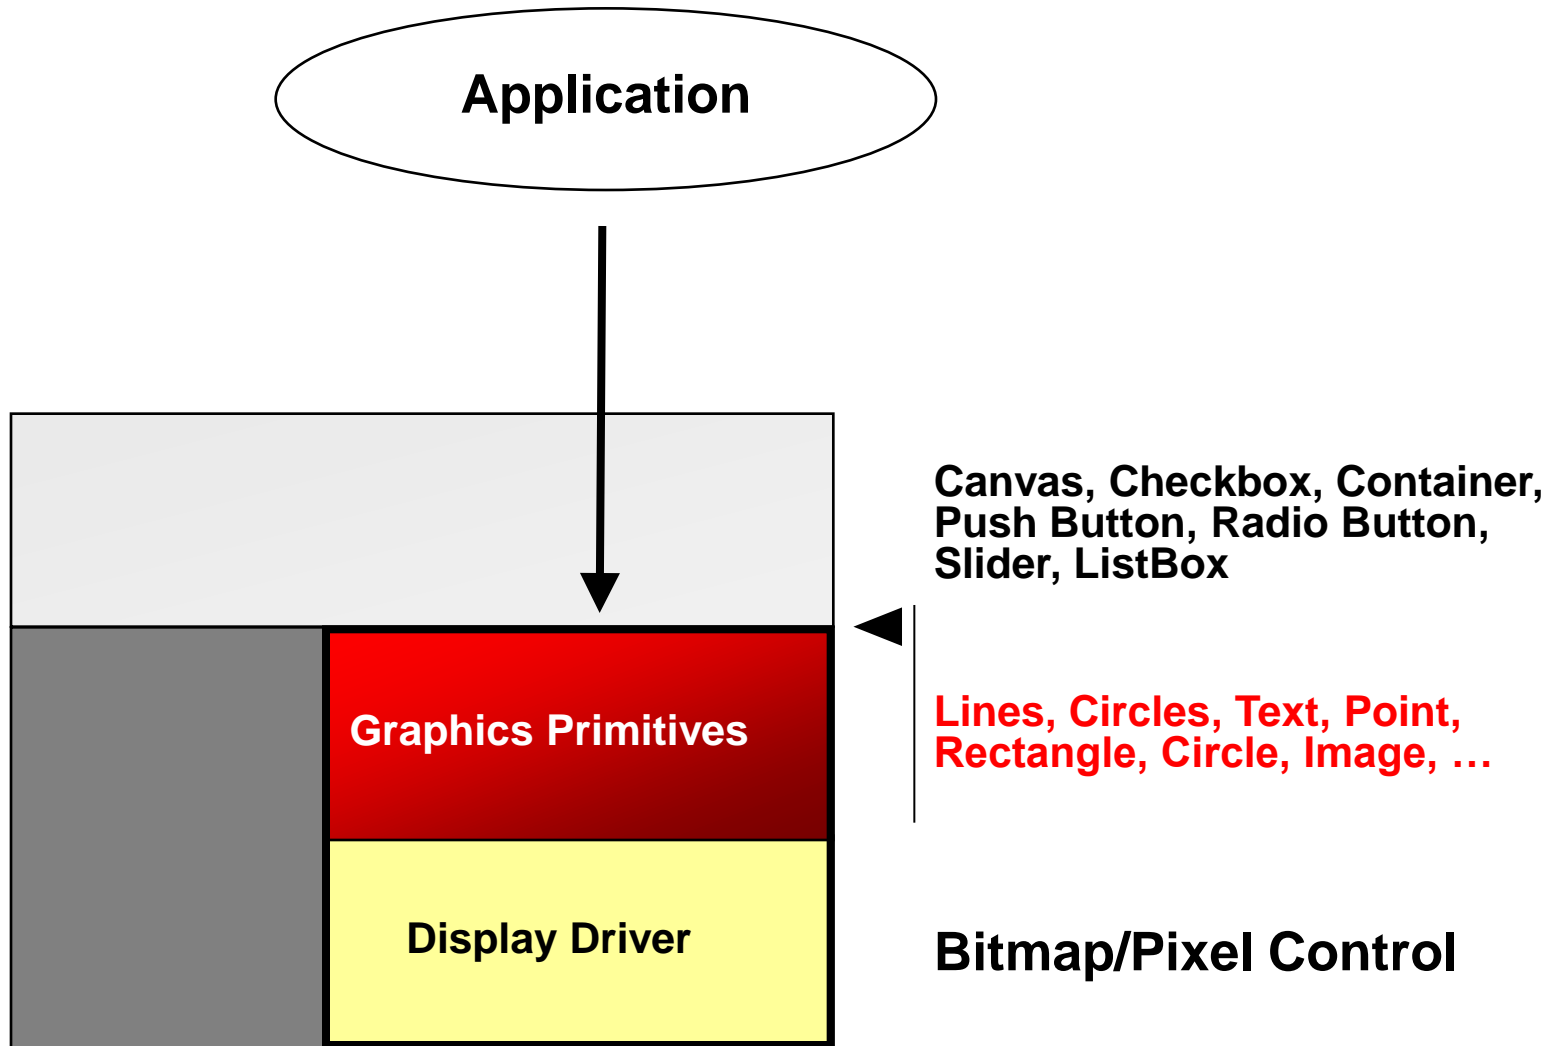 Application
Canvas, Checkbox, Container,
Push Button, Radio Button,
Slider, ListBox
Graphics Primitives
Lines, Circles, Text, Point,
Rectangle, Circle, Image, …
Display Driver
Bitmap/Pixel Control